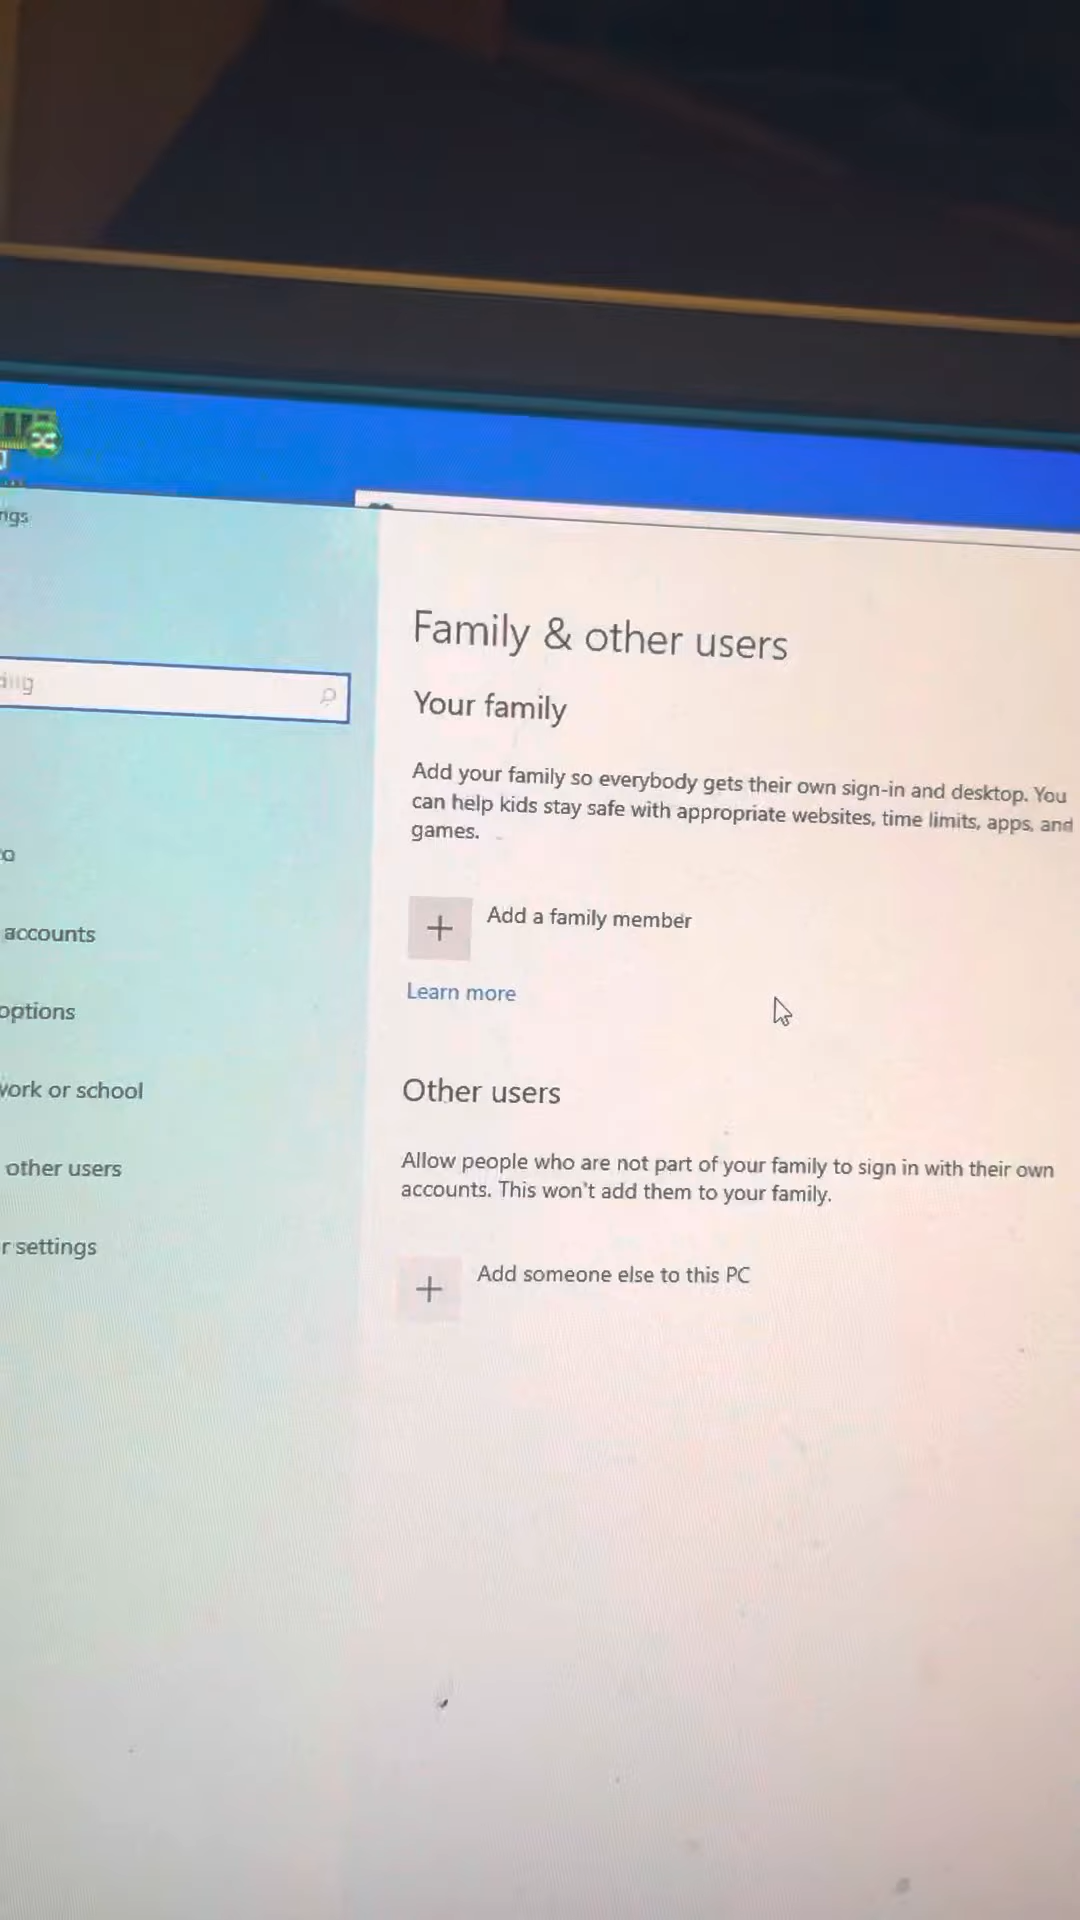 Family & other users
Your family
Add your family so everybody gets their own sign-in and desktop. You
can help kids stay safe with appropriate websites, time limits, apps, and
games.
Add a family member
Learn more
Other users
Allow people who are not part of your family to sign in with their own
accounts. This won't add them to your family.
Add someone else to this PC
accounts
options
work or school
other users
settings